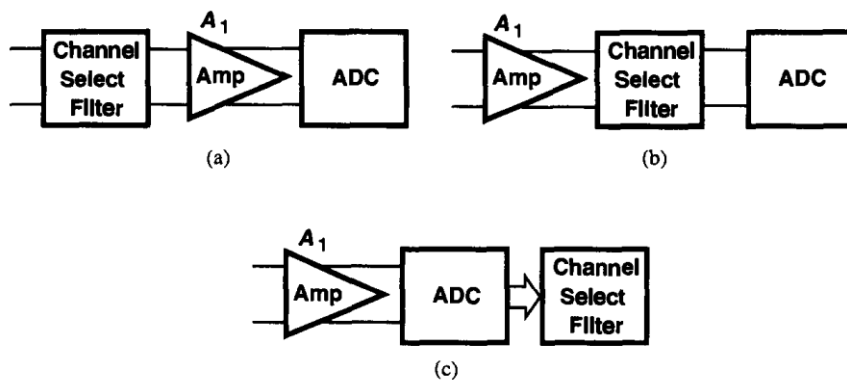 A1
Channel
Select
Filter
Amp
ADC
(a)
A1
Amp
Channel
Select
Filter
ADC
(b)
A1
Amp
ADC
Channel
Select
Filter
(c)